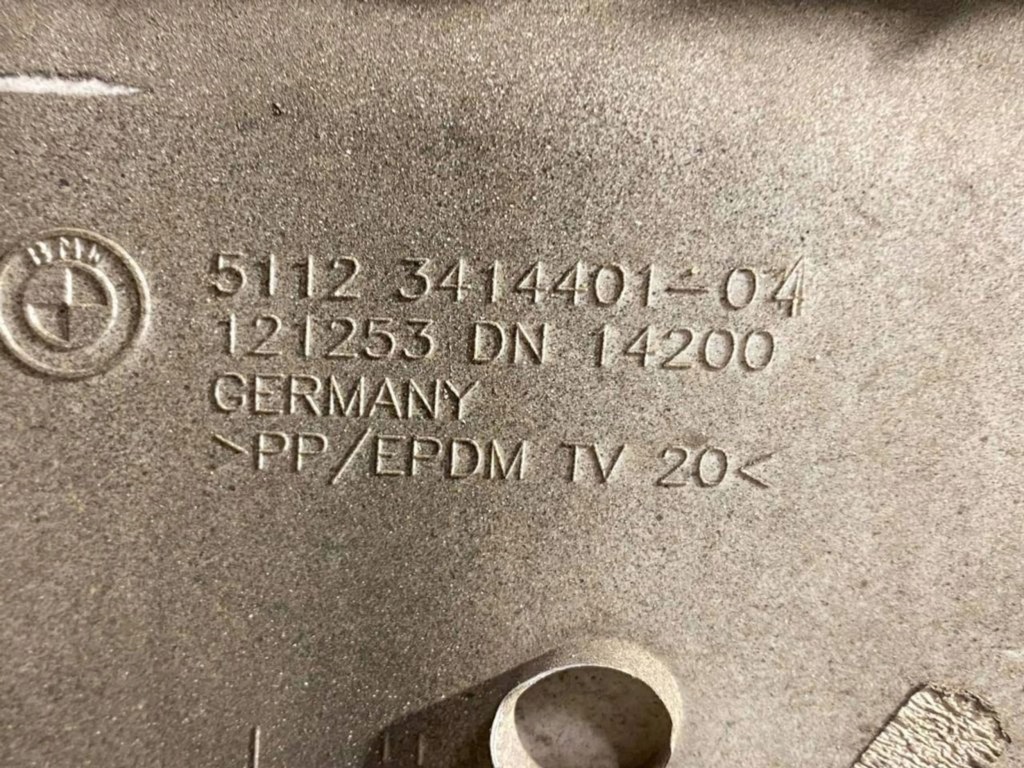 BMW
5112 3414401-04
121253 DN 14200
GERMANY
>PP/EPDM TV 20<